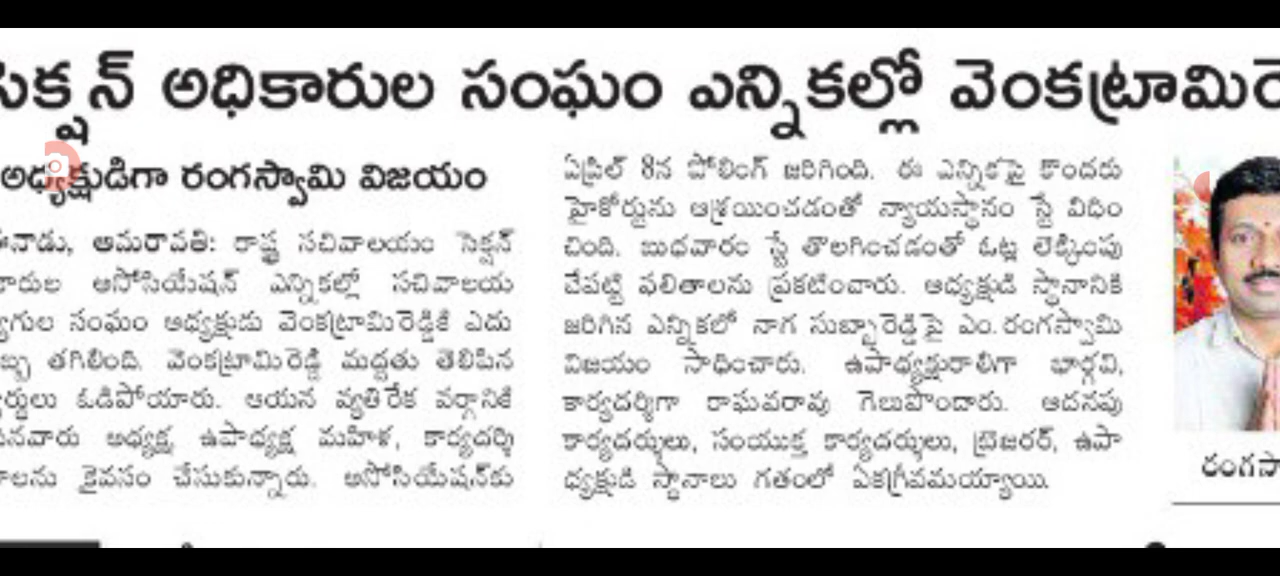 సెక్షన్ అధికారుల సంఘం ఎన్నికల్లో వెంకట్రామిరె
అధ్యక్షుడిగా రంగస్వామి విజయం
ఈనాడు, అమరావతి: రాష్ట్ర సచివాలయం సెక్షన్
కారుల అసోసియేషన్ ఎన్నికల్లో సచివాలయ
గుల సంఘం అధ్యక్షుడు వెంకట్రామిరెడ్డికి ఎదు
బ్బ తగిలింది. వెంకట్రామిరెడ్డి మద్దతు తెలిపిన
ర్థులు ఓడిపోయారు. ఆయన వ్యతిరేక వర్గానికి
నవారు అధ్యక్ష, ఉపాధ్యక్ష మహిళ, కార్యదర్శి
లను కైవసం చేసుకున్నారు. అసోసియేషన్‌కు
ఏప్రిల్ 8న పోలింగ్ జరిగింది. ఈ ఎన్నికపై కొందరు
హైకోర్టును ఆశ్రయించడంతో న్యాయస్థానం స్టే విధిం
చింది. బుధవారం స్టే తొలగించడంతో ఓట్ల లెక్కింపు
చేపట్టి ఫలితాలను ప్రకటించారు. అధ్యక్షుడి స్థానానికి
జరిగిన ఎన్నికలో నాగ సుబ్బారెడ్డిపై ఎం.రంగస్వామి
విజయం సాధించారు. ఉపాధ్యక్షురాలిగా భార్గవి,
కార్యదర్శిగా రాఘవరావు గెలుపొందారు. అదనపు
కార్యదర్శులు, సంయుక్త కార్యదర్శులు, ట్రెజరర్, ఉపా
ధ్యక్షుడి స్థానాలు గతంలో ఏకగ్రీవమయ్యాయి.
రంగస్వా